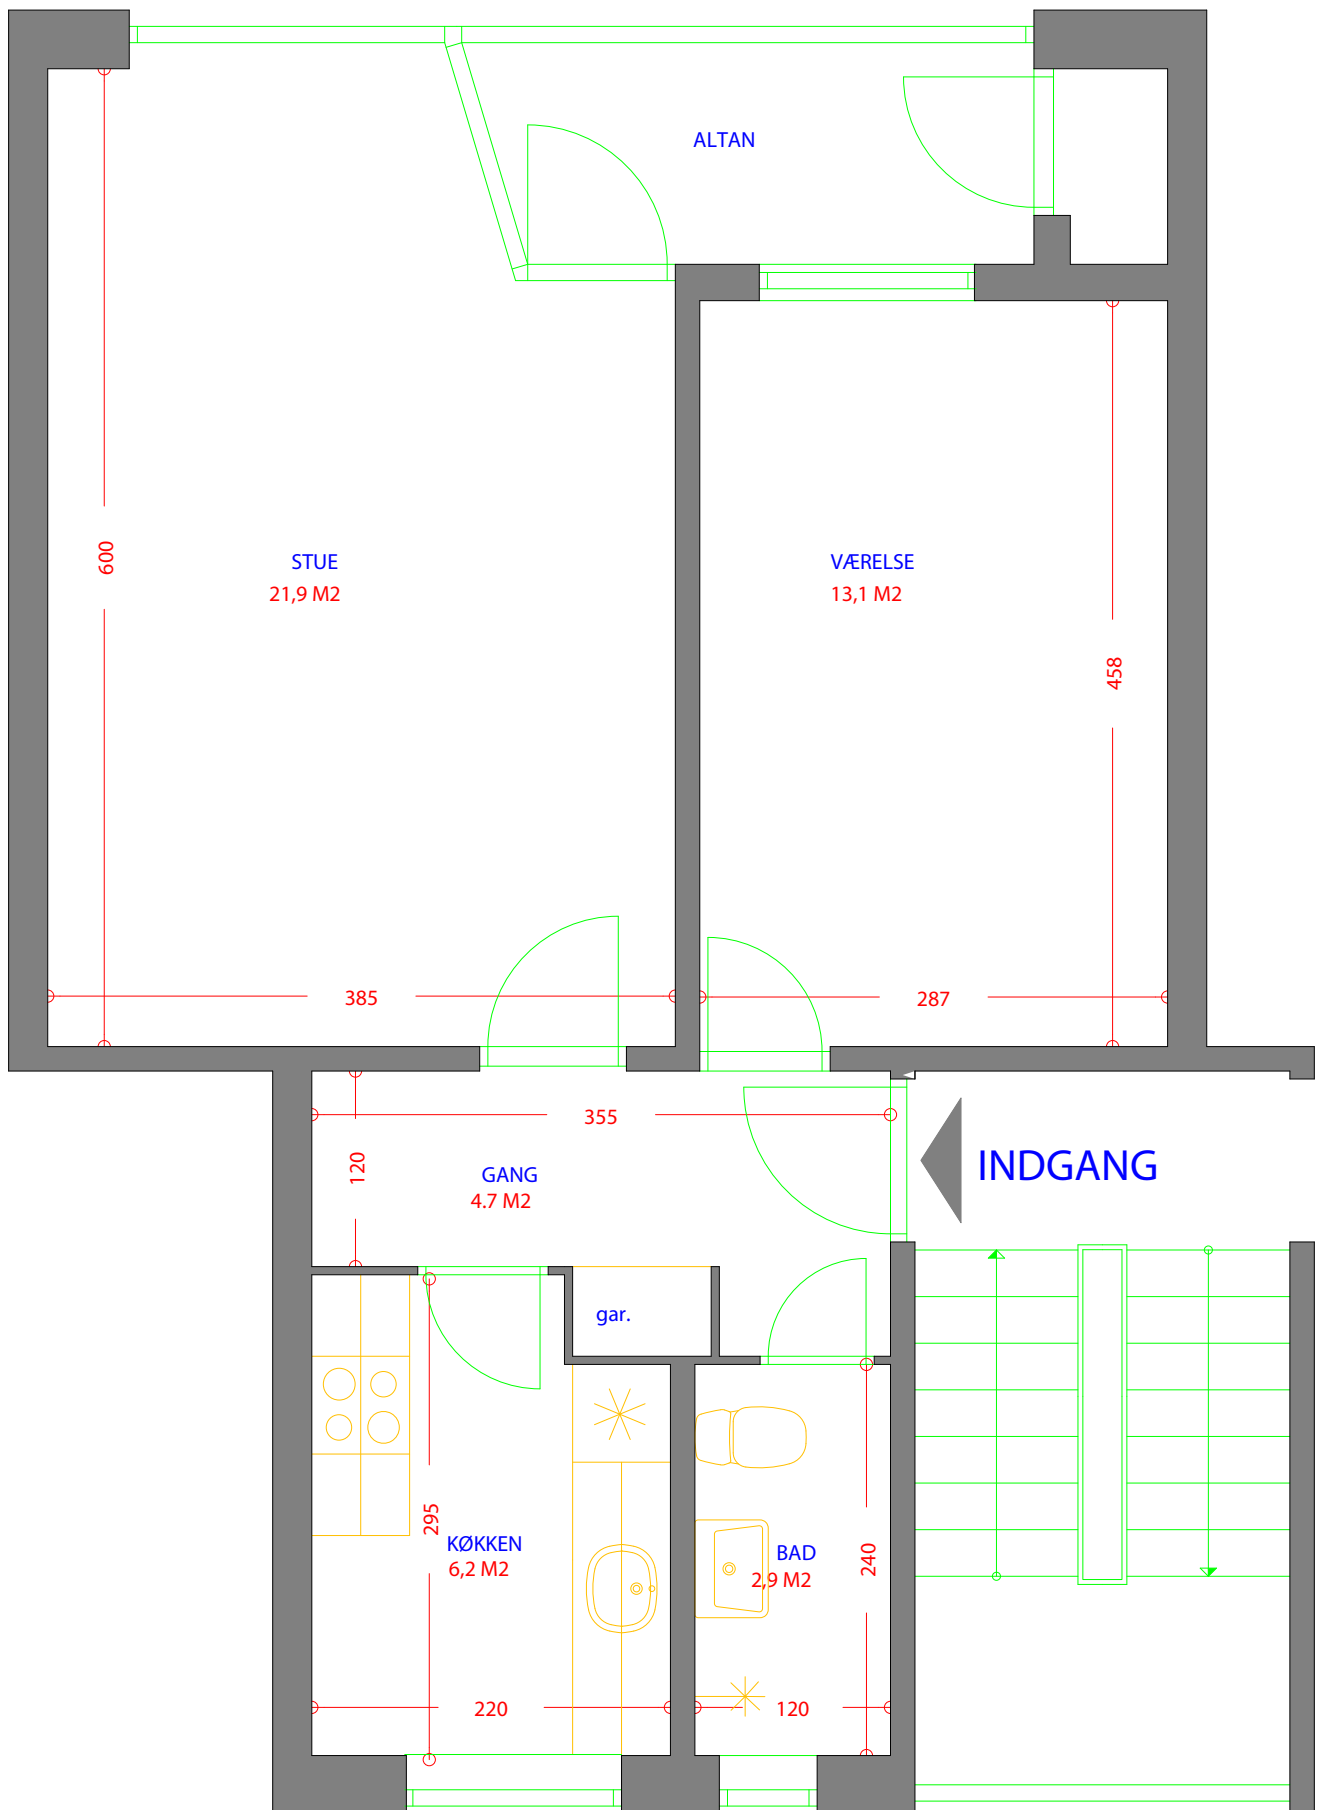 ALTAN
600
STUE
21,9 M2
VÆRELSE
13,1 M2
458
385
287
355
120
GANG
4.7 M2
INDGANG
gar.
295
KØKKEN
6,2 M2
BAD
2,9 M2
240
220
120